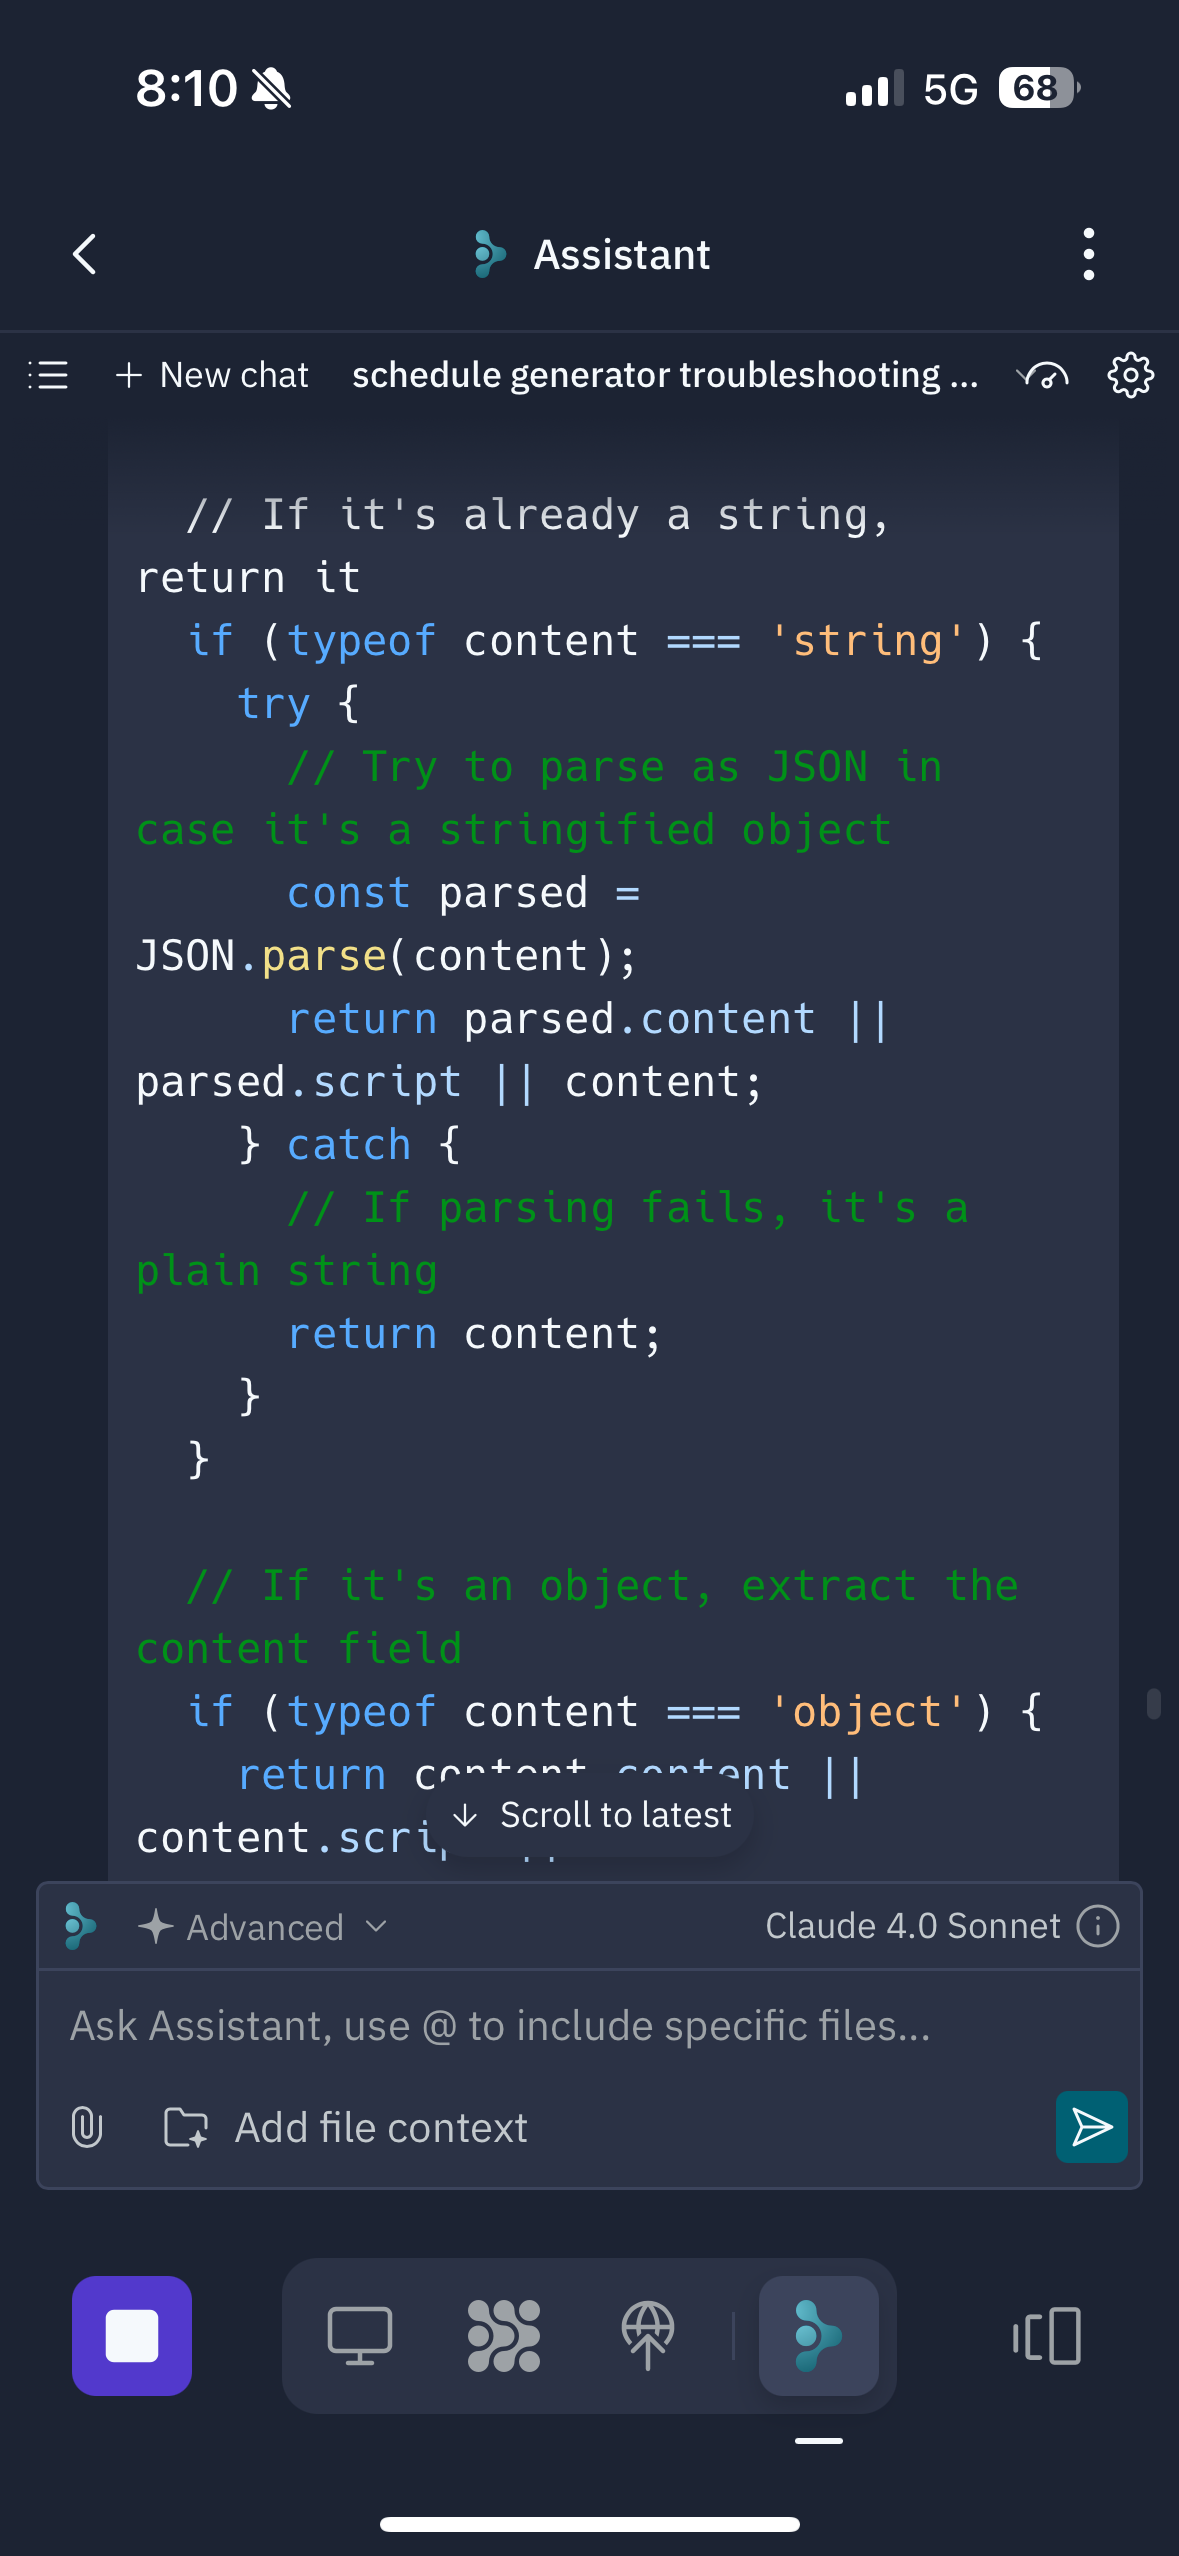 8:10 5G 68
Assistant
New chat schedule generator troubleshooting ...
// If it's already a string,
return it
if (typeof content === 'string') {
try {
// Try to parse as JSON in
case it's a stringified object
const parsed =
JSON.parse(content);
return parsed.content ||
parsed.script || content;
} catch {
// If parsing fails, it's a
plain string
return content;
}
}
// If it's an object, extract the
content field
if (typeof content === 'object') {
return content.content ||
content.script ||
Scroll to latest
Advanced Claude 4.0 Sonnet
Ask Assistant, use @ to include specific files...
Add file context